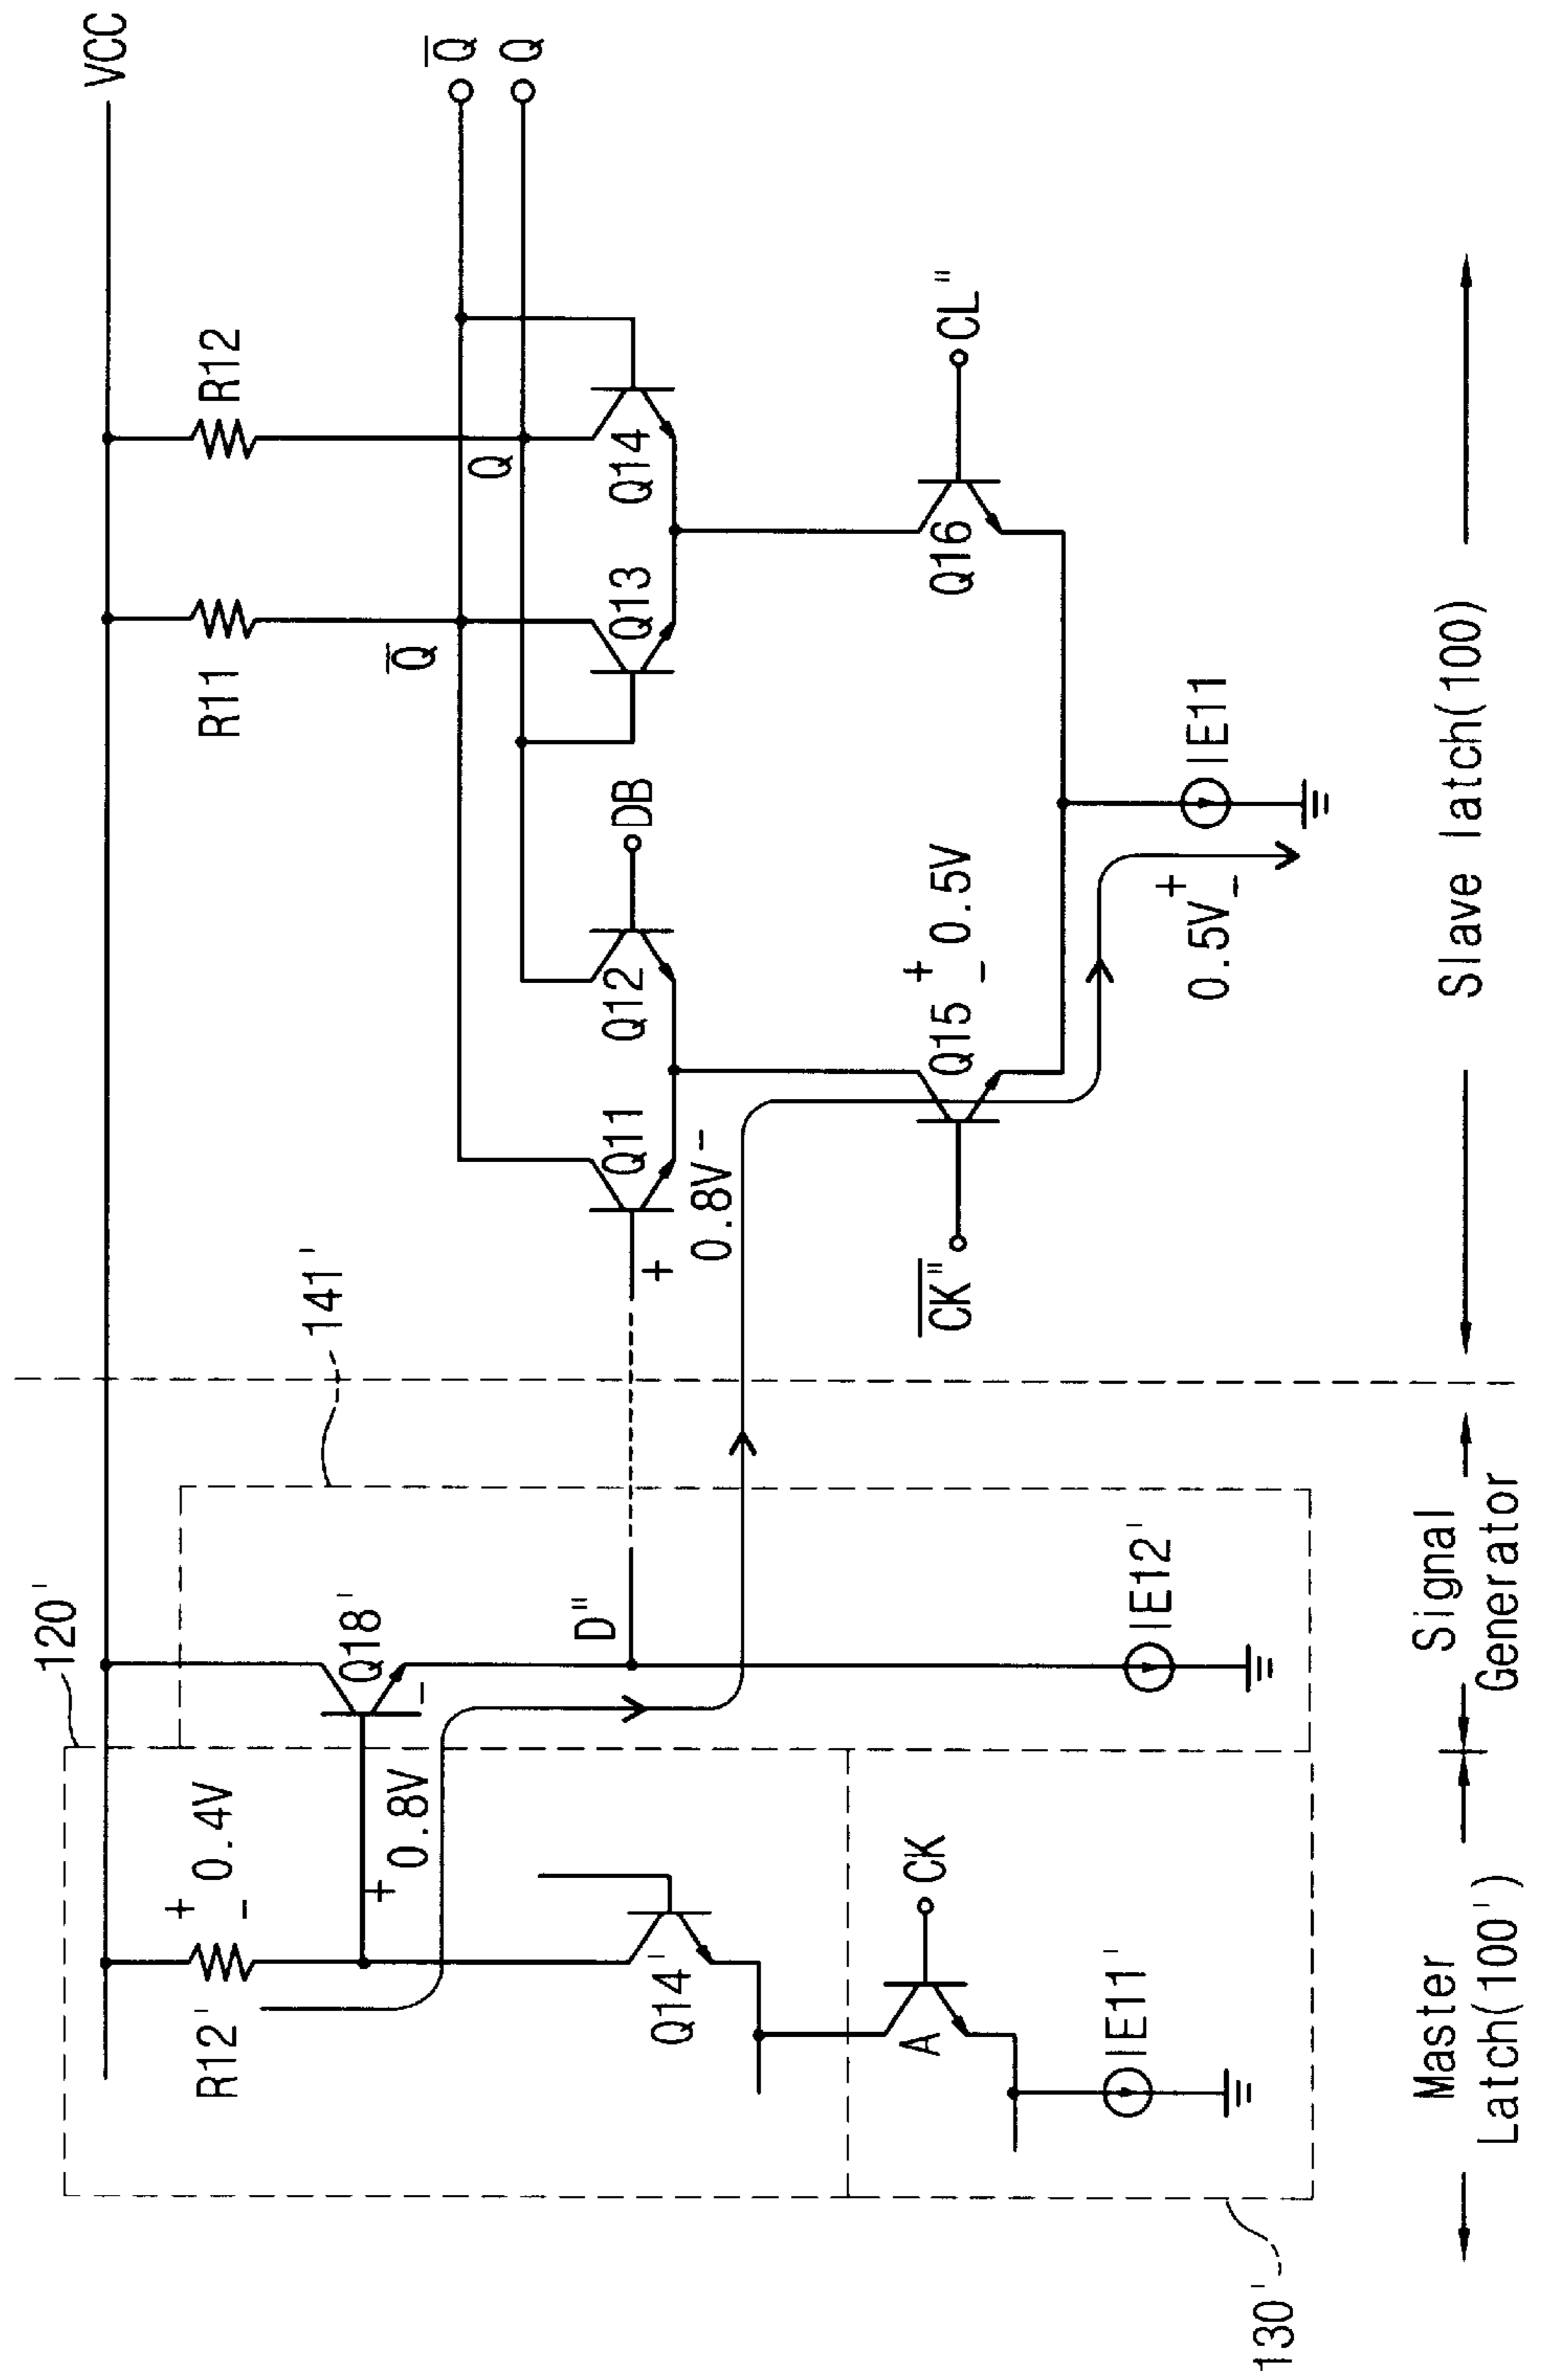 VCC
Q
Q
R11
R12
Q
Q
Q11
Q12
DB
Q13
Q14
+
0.8V-
Q15
+
- 0.5V
Q16
CK"
CL"
IE11
+
0.5V-
120'
141'
R12'
+
- 0.4V
+
0.8V
-
Q18'
D"
Q14'
A
CK
IE11'
IE12'
130'
Master
Latch(100')
Signal
Generator
Slave latch(100)